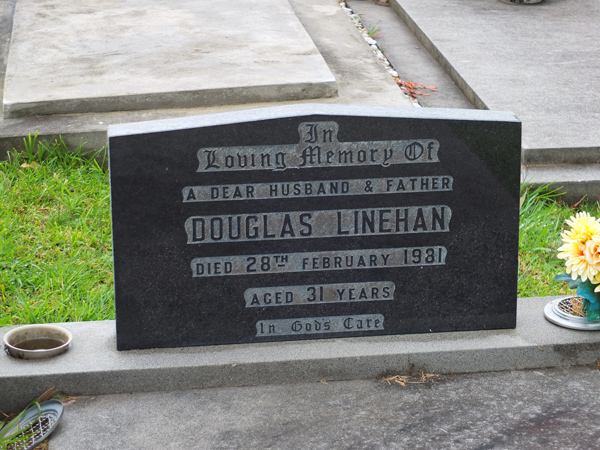 In
Loving Memory Of
A DEAR HUSBAND & FATHER
DOUGLAS LINEHAN
DIED 28TH FEBRUARY 1981
AGED 31 YEARS
In Gods Care